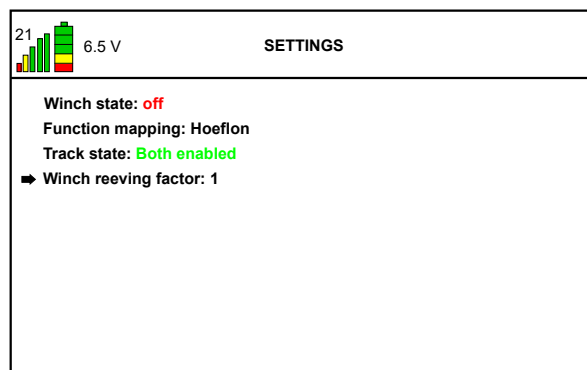 21
6.5 V
SETTINGS
Winch state: off
Function mapping: Hoeflon
Track state: Both enabled
Winch reeving factor: 1